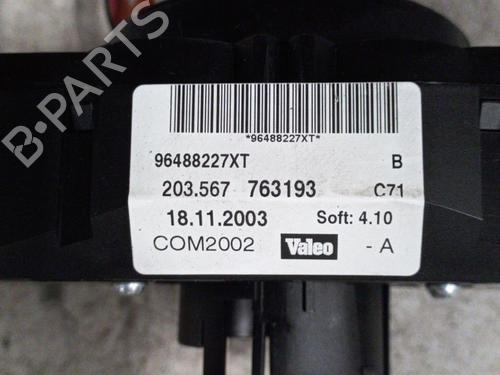 *96488227XT*
96488227XT B
203.567 763193 C71
18.11.2003 Soft: 4.10
COM2002 Valeo - A
B-PARTS